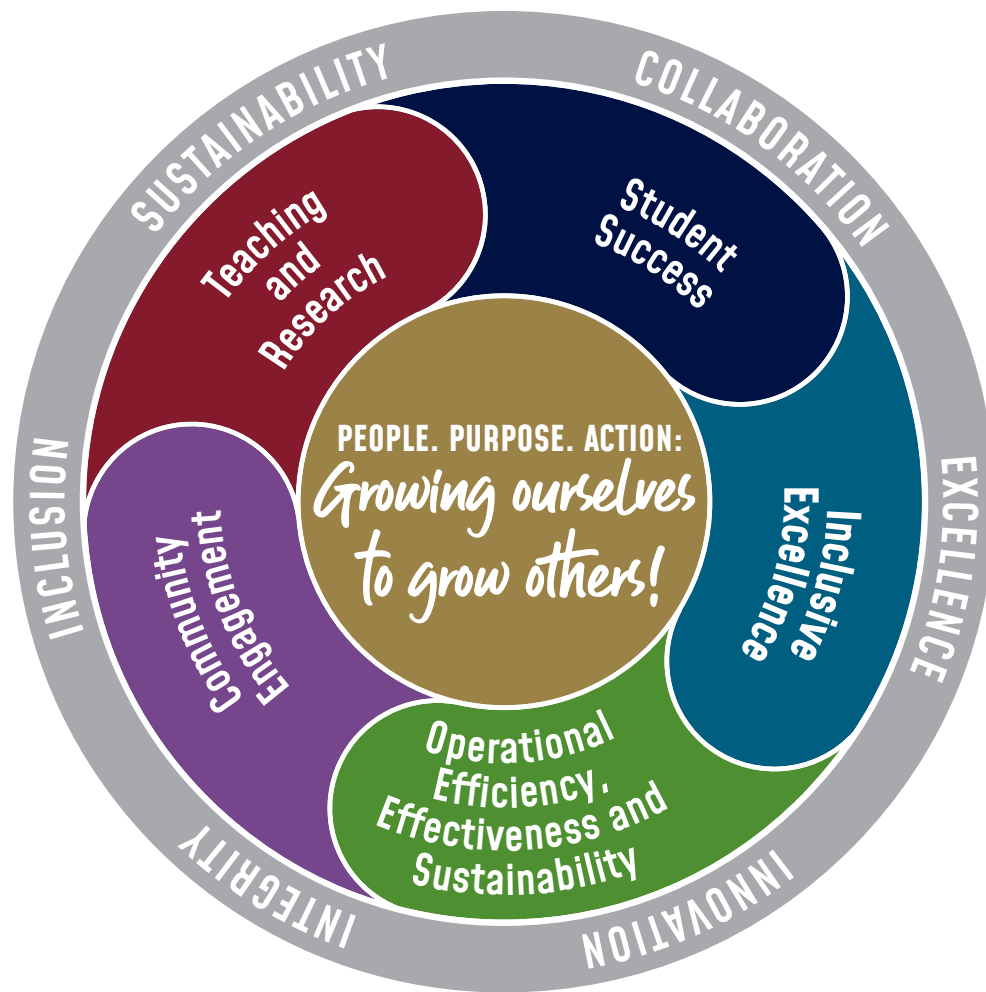 SUSTAINABILITY
COLLABORATION
EXCELLENCE
INNOVATION
INTEGRITY
INCLUSION
Teaching
and
Research
Student
Success
Inclusive
Excellence
Operational
Efficiency,
Effectiveness and
Sustainability
Community
Engagement
PEOPLE. PURPOSE. ACTION:
Growing ourselves
to grow others!